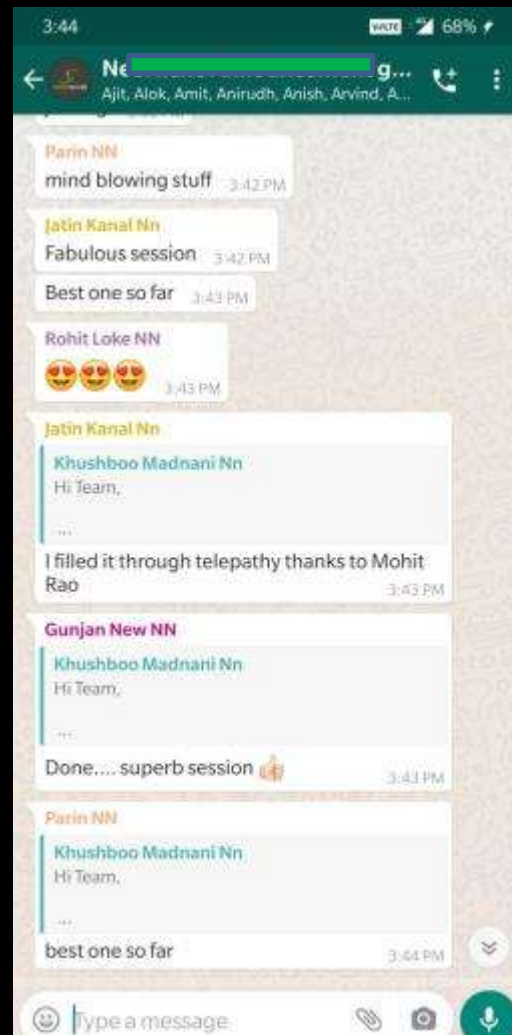 3:44
VoLTE 68%
Ne g...
Ajit, Alok, Amit, Anirudh, Anish, Arvind, A...
Parin NN
mind blowing stuff 3:42 PM
Jatin Kanal Nn
Fabulous session 3:42 PM
Best one so far 3:43 PM
Rohit Loke NN
😍😍😍 3:43 PM
Jatin Kanal Nn
Khushboo Madnani Nn
Hi Team,
...
I filled it through telepathy thanks to Mohit
Rao 3:43 PM
Gunjan New NN
Khushboo Madnani Nn
Hi Team,
...
Done.... superb session 👍 3:43 PM
Parin NN
Khushboo Madnani Nn
Hi Team,
...
best one so far 3:44 PM
Type a message